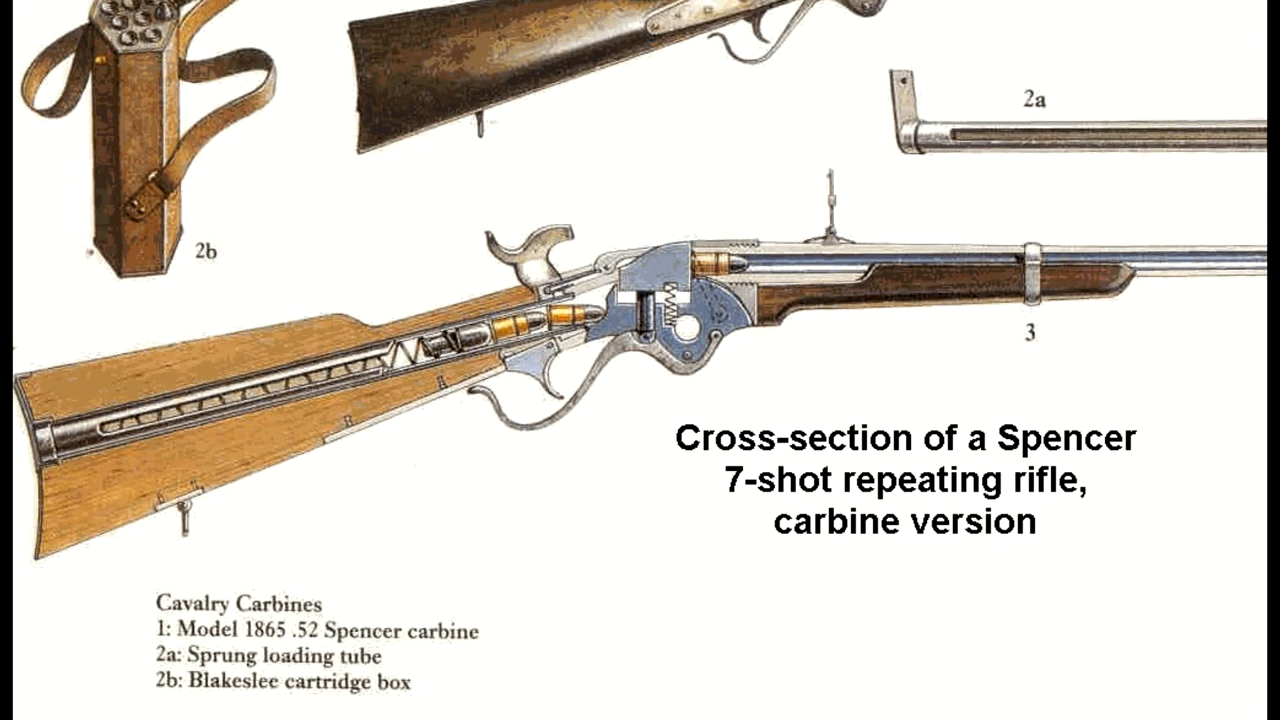 2a
2b
3
Cross-section of a Spencer
7-shot repeating rifle,
carbine version
Cavalry Carbines
1: Model 1865 .52 Spencer carbine
2a: Sprung loading tube
2b: Blakeslee cartridge box